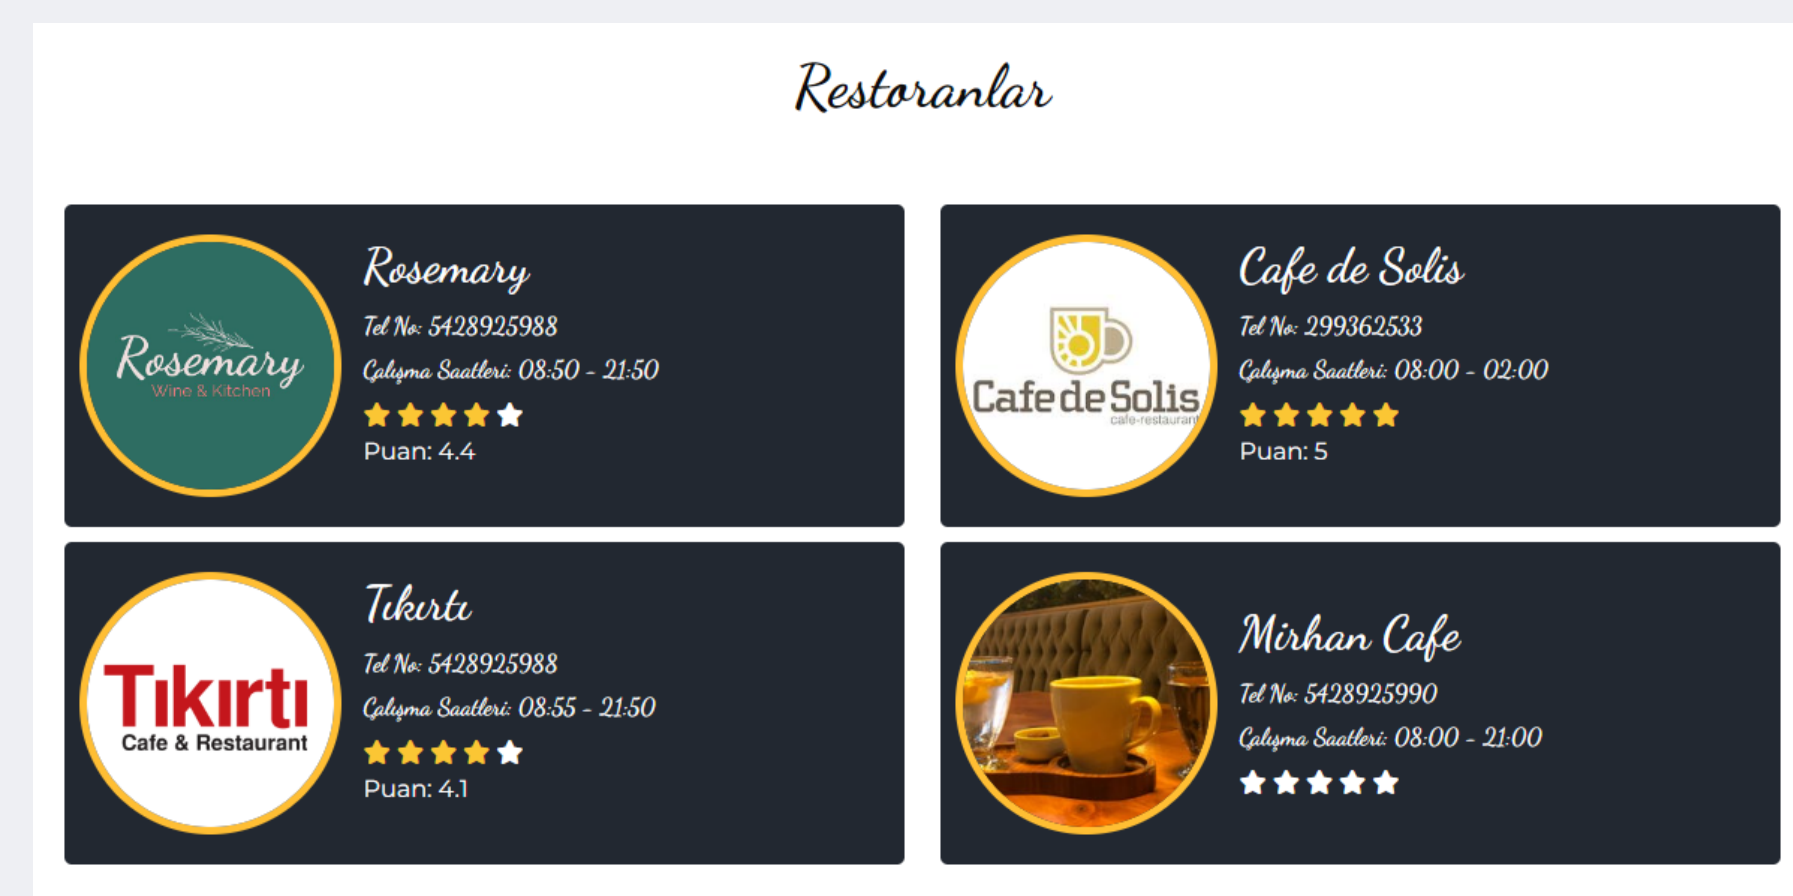 Restoranlar
Rosemary
Wine & Kitchen
Rosemary
Tel No: 5428925988
Çalışma Saatleri: 08:50 - 21:50
Puan: 4.4
Cafe de Solis
cafe-restaurant
Cafe de Solis
Tel No: 299362533
Çalışma Saatleri: 08:00 - 02:00
Puan: 5
Tıkırtı
Cafe & Restaurant
Tıkırtı
Tel No: 5428925988
Çalışma Saatleri: 08:55 - 21:50
Puan: 4.1
Mirhan Cafe
Tel No: 5428925990
Çalışma Saatleri: 08:00 - 21:00